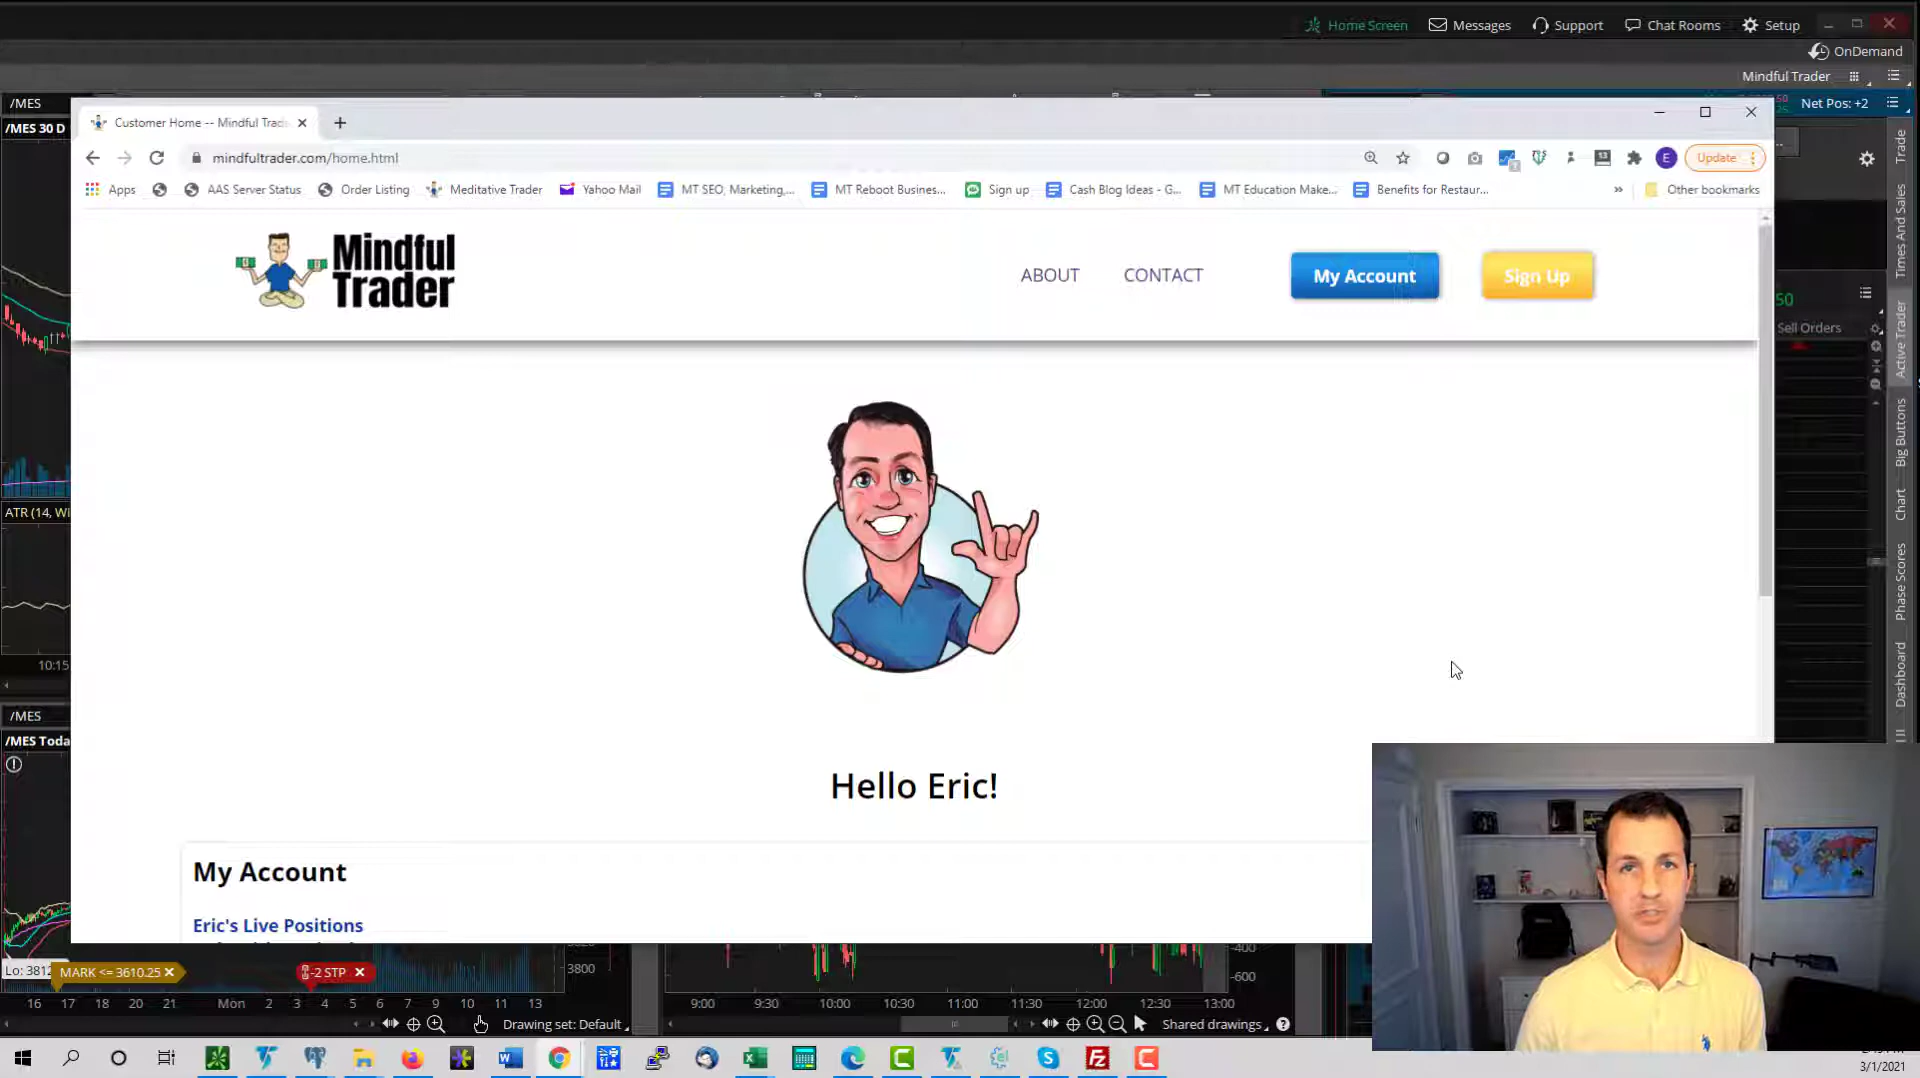 Home Screen Messages Support Chat Rooms Setup
OnDemand
Mindful Trader
/MES
Net Pos: +2
/MES 30 D
Customer Home -- Mindful Trad
mindfultrader.com/home.html
E
Update
Apps AAS Server Status Order Listing Meditative Trader Yahoo Mail MT SEO, Marketing,... MT Reboot Busines... Sign up Cash Blog Ideas - G... MT Education Make... Benefits for Restaur... » Other bookmarks
Mindful
Trader
ABOUT CONTACT My Account Sign Up
50
Sell Orders
Trade
Times And Sales
Active Trader
Big Buttons
Chart
Phase Scores
Dashboard
ATR (14, WI
10:15
/MES
/MES Toda
Hello Eric!
My Account
Eric's Live Positions
Lo: 3812
MARK <= 3610.25
-2 STP
3800
-400
-600
16 17 18 19 20 21 Mon 2 3 4 5 6 7 8 9 10 11 12 13
9:00 9:30 10:00 10:30 11:00 11:30 12:00 12:30 13:00
Drawing set: Default
Shared drawings
3/1/2021